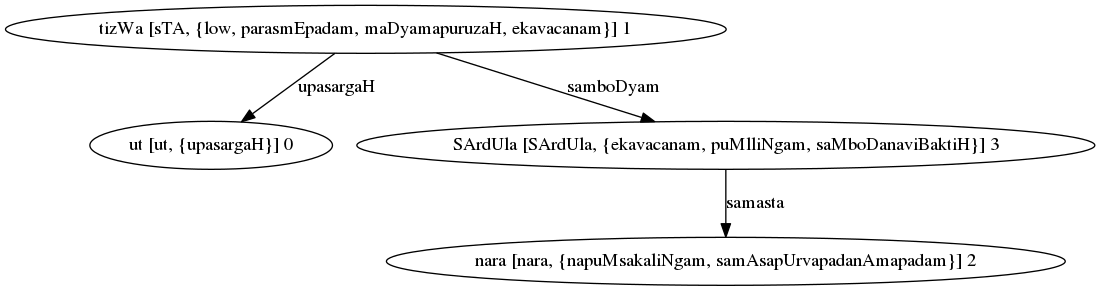 tizWa [sTA, {low, parasmEpadam, maDyamapuruzaH, ekavacanam}] 1
upasargaH
samboDyam
ut [ut, {upasargaH}] 0
SArdUla [SArdUla, {ekavacanam, puMlliNgam, saMboDanaviBaktiH}] 3
samasta
nara [nara, {napuMsakaliNgam, samAsapUrvapadanAmapadam}] 2